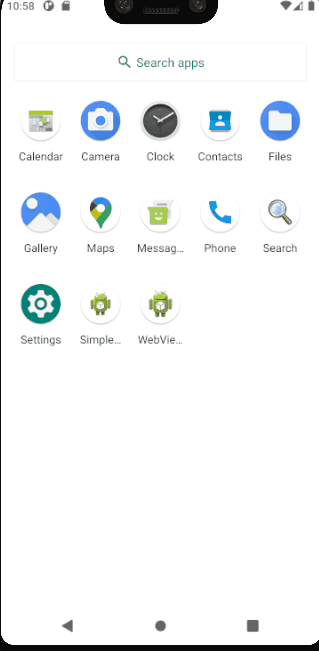 10:58
Search apps
Calendar Camera Clock Contacts Files
Gallery Maps Messag... Phone Search
Settings Simple... WebVie...